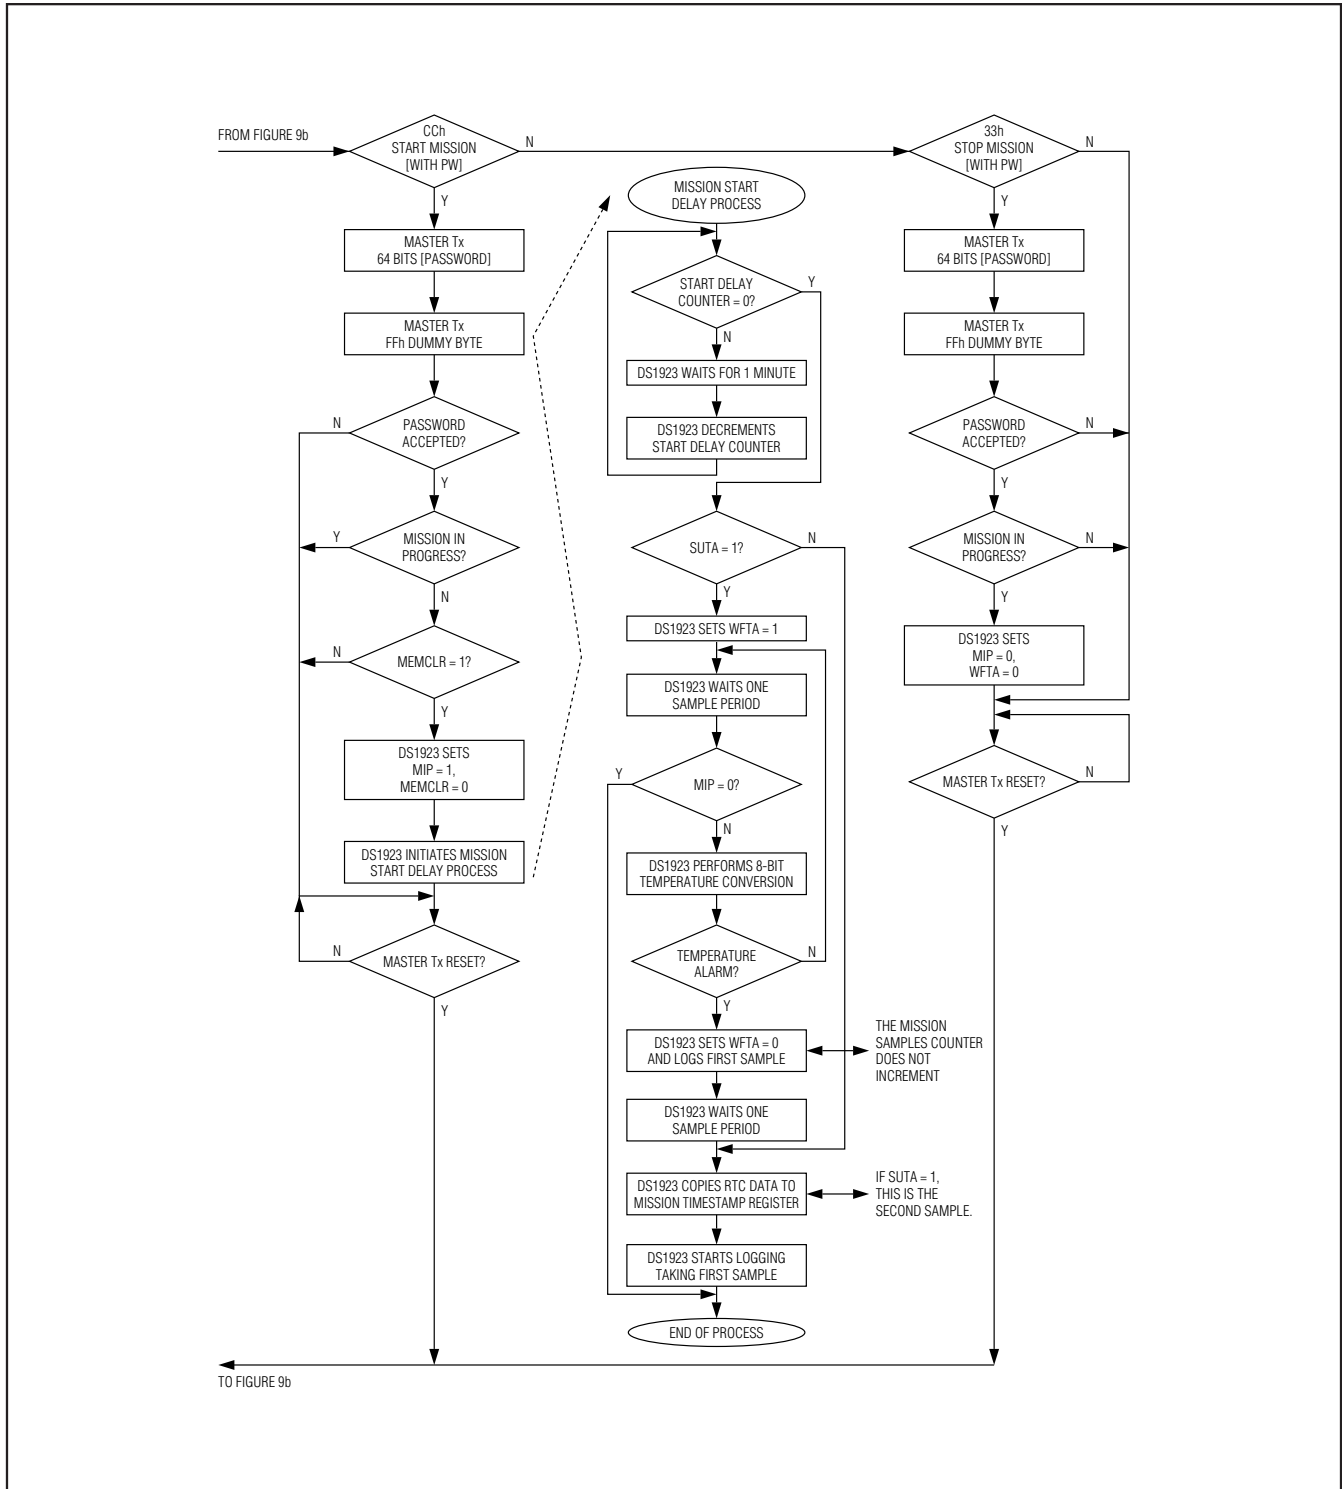 FROM FIGURE 9b
CCh
START MISSION
[WITH PW]
N
Y
MASTER Tx
64 BITS [PASSWORD]
MASTER Tx
FFh DUMMY BYTE
N
PASSWORD
ACCEPTED?
Y
Y
MISSION IN
PROGRESS?
N
N
MEMCLR = 1?
Y
DS1923 SETS
MIP = 1,
MEMCLR = 0
DS1923 INITIATES MISSION
START DELAY PROCESS
N
MASTER Tx RESET?
Y
MISSION START
DELAY PROCESS
START DELAY
COUNTER = 0?
Y
N
DS1923 WAITS FOR 1 MINUTE
DS1923 DECREMENTS
START DELAY COUNTER
SUTA = 1?
N
Y
DS1923 SETS WFTA = 1
DS1923 WAITS ONE
SAMPLE PERIOD
Y
MIP = 0?
N
DS1923 PERFORMS 8-BIT
TEMPERATURE CONVERSION
TEMPERATURE
ALARM?
N
Y
DS1923 SETS WFTA = 0
AND LOGS FIRST SAMPLE
THE MISSION
SAMPLES COUNTER
DOES NOT
INCREMENT
DS1923 WAITS ONE
SAMPLE PERIOD
DS1923 COPIES RTC DATA TO
MISSION TIMESTAMP REGISTER
IF SUTA = 1,
THIS IS THE
SECOND SAMPLE.
DS1923 STARTS LOGGING
TAKING FIRST SAMPLE
END OF PROCESS
33h
STOP MISSION
[WITH PW]
N
Y
MASTER Tx
64 BITS [PASSWORD]
MASTER Tx
FFh DUMMY BYTE
PASSWORD
ACCEPTED?
N
Y
MISSION IN
PROGRESS?
N
Y
DS1923 SETS
MIP = 0,
WFTA = 0
MASTER Tx RESET?
N
Y
TO FIGURE 9b